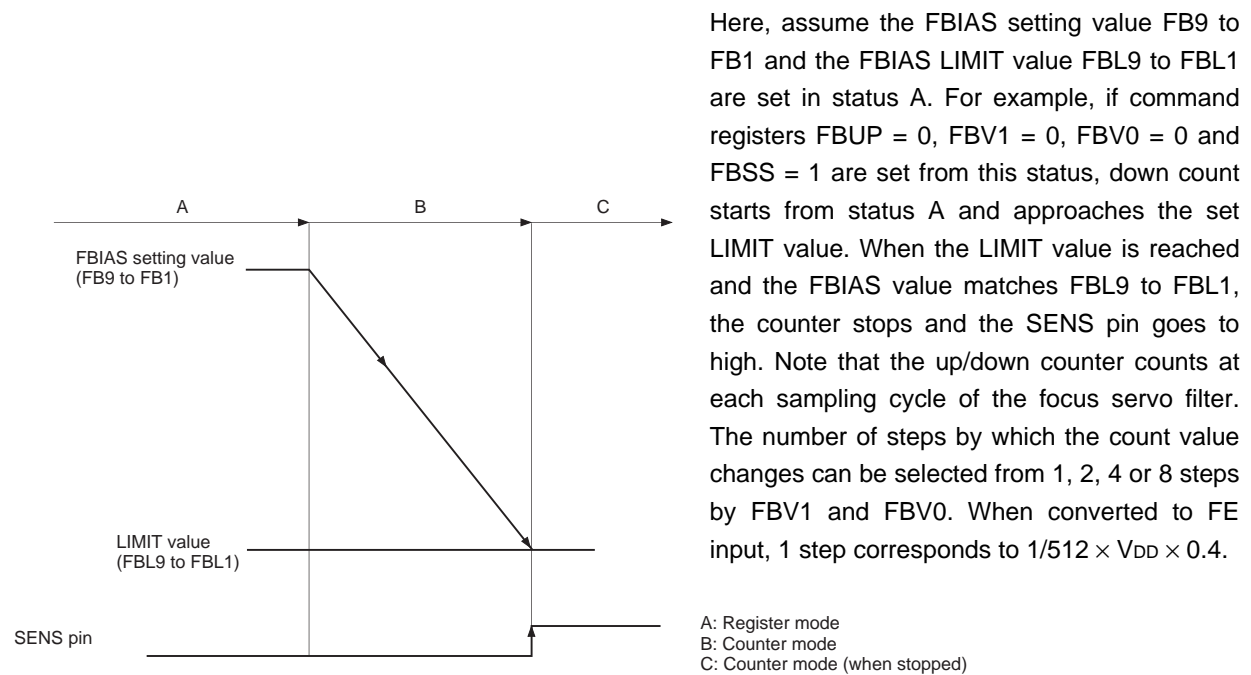 Here, assume the FBIAS setting value FB9 to
FB1 and the FBIAS LIMIT value FBL9 to FBL1
are set in status A. For example, if command
registers FBUP = 0, FBV1 = 0, FBV0 = 0 and
FBSS = 1 are set from this status, down count
starts from status A and approaches the set
LIMIT value. When the LIMIT value is reached
and the FBIAS value matches FBL9 to FBL1,
the counter stops and the SENS pin goes to
high. Note that the up/down counter counts at
each sampling cycle of the focus servo filter.
The number of steps by which the count value
changes can be selected from 1, 2, 4 or 8 steps
by FBV1 and FBV0. When converted to FE
input, 1 step corresponds to 1/512 × VDD × 0.4.
A B C
FBIAS setting value
(FB9 to FB1)
LIMIT value
(FBL9 to FBL1)
SENS pin
A: Register mode
B: Counter mode
C: Counter mode (when stopped)